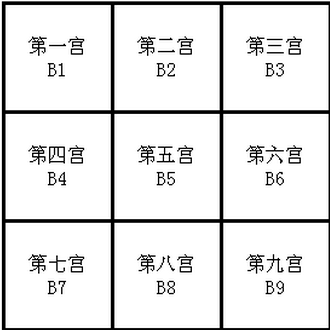 第一宫 第二宫 第三宫
B1 B2 B3
第四宫 第五宫 第六宫
B4 B5 B6
第七宫 第八宫 第九宫
B7 B8 B9